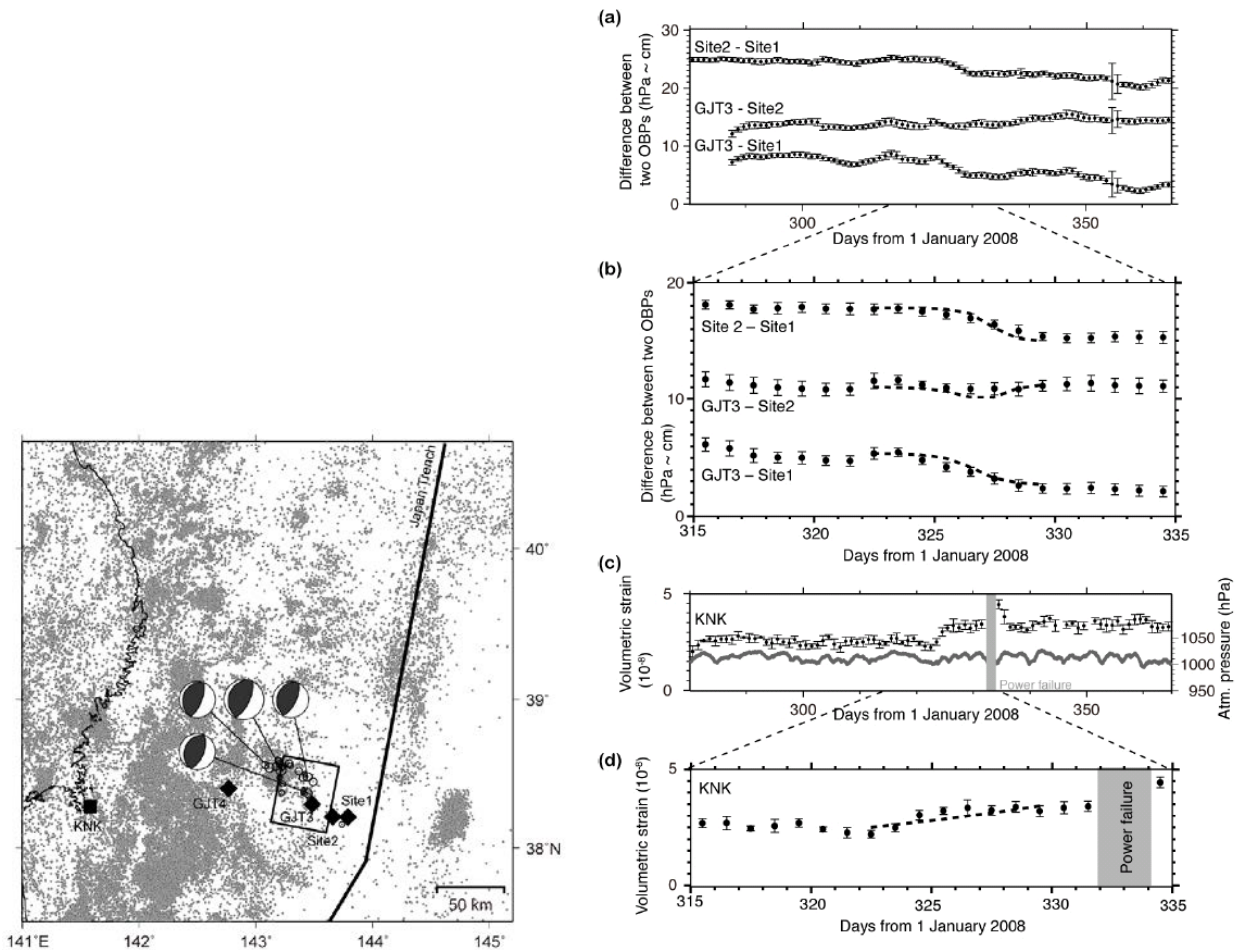 (a)
30
20
10
0
Difference between
two OBPs (hPa ~ cm)
Site2 - Site1
GJT3 - Site2
GJT3 - Site1
300
350
Days from 1 January 2008
(b)
20
10
0
Difference between two OBPs
(hPa ~ cm)
Site 2 – Site1
GJT3 – Site2
GJT3 – Site1
315
320
325
330
335
Days from 1 January 2008
(c)
5
0
Volumetric strain
(10⁻⁸)
KNK
Power failure
1050
1000
950
Atm. pressure (hPa)
300
350
Days from 1 January 2008
(d)
5
0
Volumetric strain (10⁻⁸)
KNK
Power failure
315
320
325
330
335
Days from 1 January 2008
Japan Trench
40˚
39˚
38˚N
GJT4
GJT3
Site1
Site2
KNK
50 km
141˚E
142˚
143˚
144˚
145˚